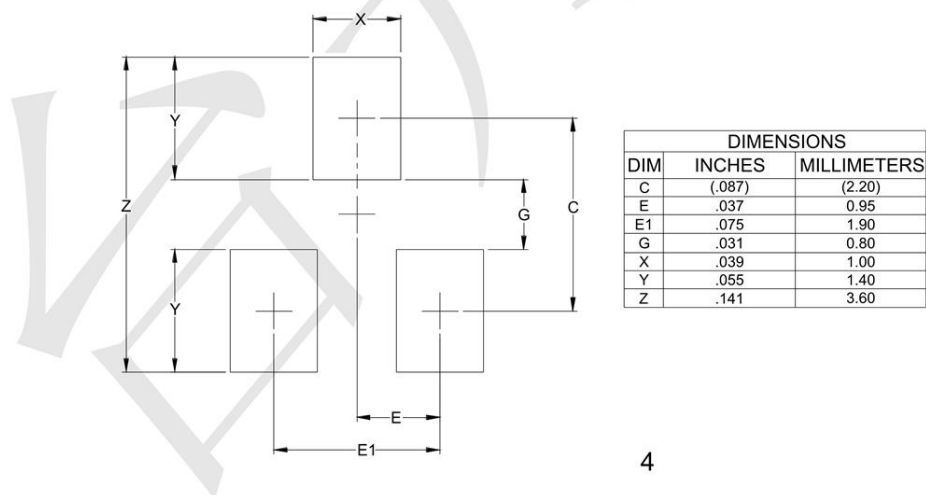 X
Y
Z
G
C
Y
E
E1
DIMENSIONS
DIM INCHES MILLIMETERS
C (.087) (2.20)
E .037 0.95
E1 .075 1.90
G .031 0.80
X .039 1.00
Y .055 1.40
Z .141 3.60
4